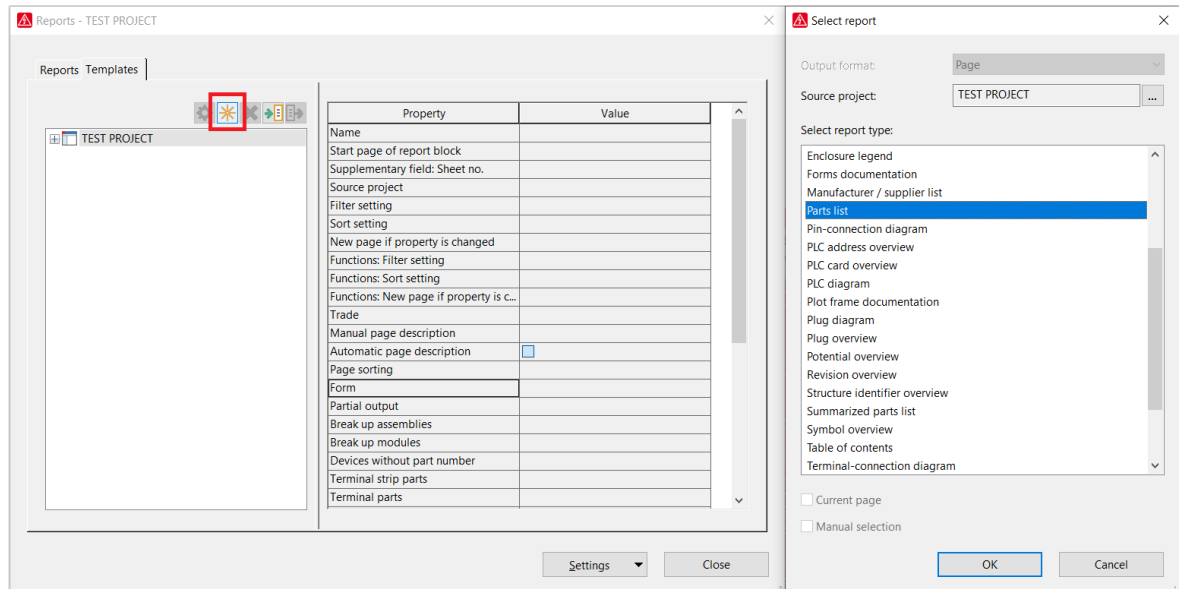 Reports - TEST PROJECT
Reports Templates
TEST PROJECT
Property Value
Name
Start page of report block
Supplementary field: Sheet no.
Source project
Filter setting
Sort setting
New page if property is changed
Functions: Filter setting
Functions: Sort setting
Functions: New page if property is c...
Trade
Manual page description
Automatic page description
Page sorting
Form
Partial output
Break up assemblies
Break up modules
Devices without part number
Terminal strip parts
Terminal parts
Settings Close
Select report
Output format: Page
Source project: TEST PROJECT ...
Select report type:
Enclosure legend
Forms documentation
Manufacturer / supplier list
Parts list
Pin-connection diagram
PLC address overview
PLC card overview
PLC diagram
Plot frame documentation
Plug diagram
Plug overview
Potential overview
Revision overview
Structure identifier overview
Summarized parts list
Symbol overview
Table of contents
Terminal-connection diagram
Current page
Manual selection
OK Cancel